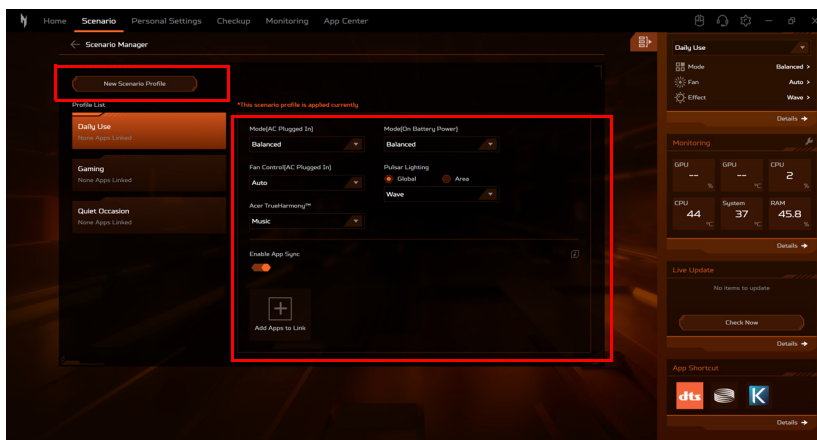 Home Scenario Personal Settings Checkup Monitoring App Center
Scenario Manager
New Scenario Profile
Profile List
Daily Use
None Apps Linked
Gaming
None Apps Linked
Quiet Occasion
None Apps Linked
*This scenario profile is applied currently
Mode(AC Plugged In) Mode(On Battery Power)
Balanced Balanced
Fan Control(AC Plugged In) Pulsar Lighting
Auto Global Area
Wave
Acer TrueHarmony™
Music
Enable App Sync
Add Apps to Link
Daily Use
Mode Balanced >
Fan Auto >
Effect Wave >
Details →
Monitoring
GPU GPU CPU
-- % -- °C 2 %
CPU System RAM
44 °C 37 °C 45.8 %
Details →
Live Update
No items to update
Check Now
Details →
App Shortcut
dts K
Details →